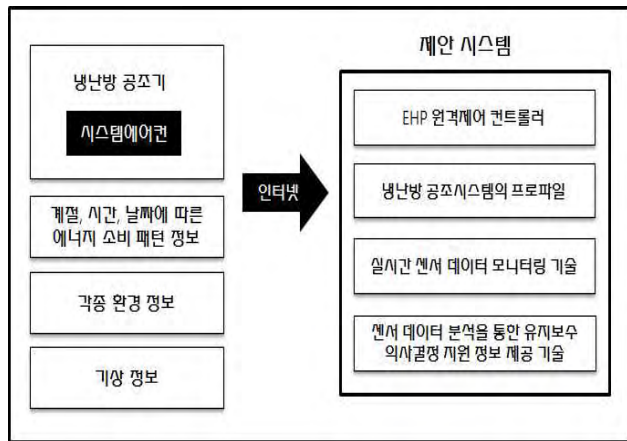 냉난방 공조기
시스템에어컨
계절, 시간, 날짜에 따른
에너지 소비 패턴 정보
각종 환경 정보
기상 정보
인터넷
제안 시스템
EHP 원격제어 컨트롤러
냉난방 공조시스템의 프로파일
실시간 센서 데이터 모니터링 기술
센서 데이터 분석을 통한 유지보수
의사결정 지원 정보 제공 기술